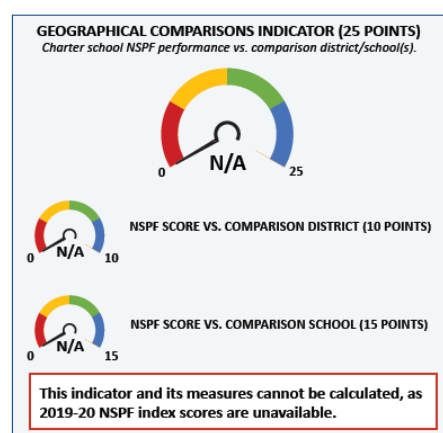 GEOGRAPHICAL COMPARISONS INDICATOR (25 POINTS)
Charter school NSPF performance vs. comparison district/school(s).
N/A
0
25
NSPF SCORE VS. COMPARISON DISTRICT (10 POINTS)
N/A
0
10
NSPF SCORE VS. COMPARISON SCHOOL (15 POINTS)
N/A
0
15
This indicator and its measures cannot be calculated, as
2019-20 NSPF index scores are unavailable.